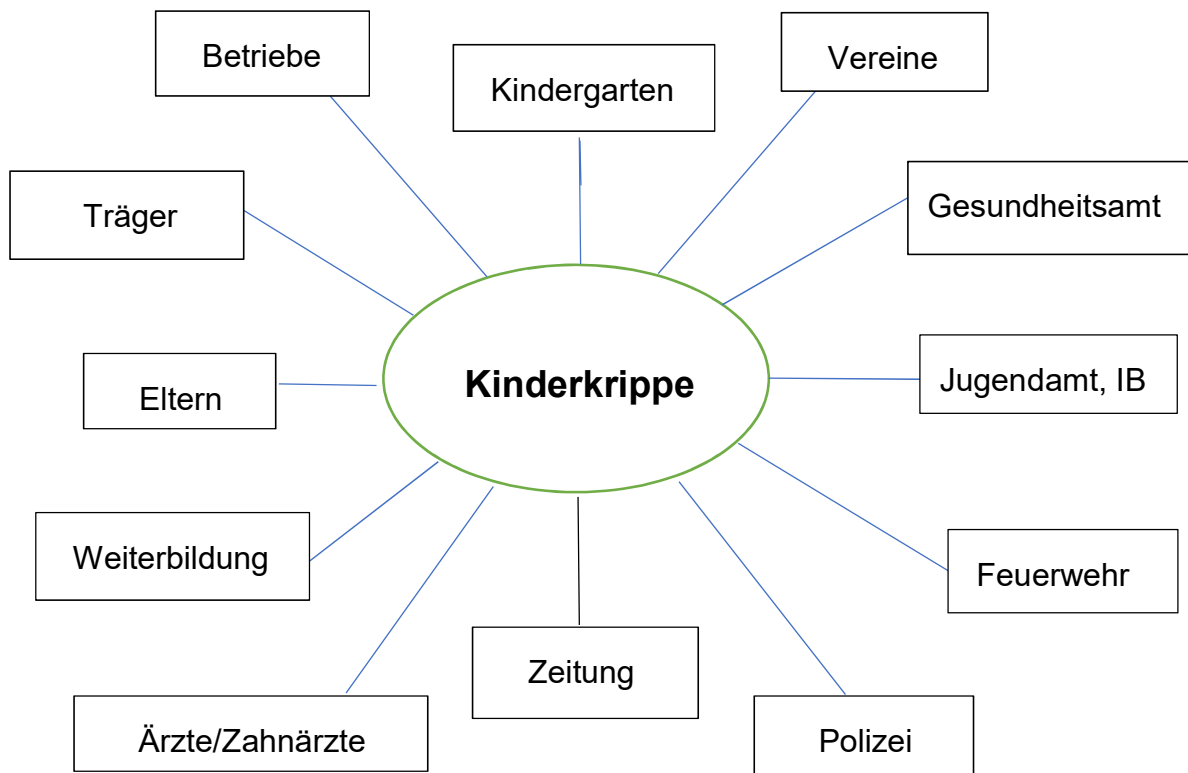 Betriebe
Kindergarten
Vereine
Träger
Gesundheitsamt
Eltern
Kinderkrippe
Jugendamt, IB
Weiterbildung
Feuerwehr
Zeitung
Ärzte/Zahnärzte
Polizei